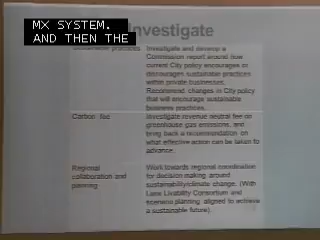 MX SYSTEM.
AND THEN THE
Investigate
Sustainable practices
Investigate and develop a
Commission report around how
current City policy encourages or
discourages sustainable practices
within private businesses.
Recommend changes in City policy
that will encourage sustainable
business practices.
Carbon fee
Investigate revenue neutral fee on
greenhouse gas emissions, and
bring back a recommendation on
what effective action can be taken to
advance.
Regional
collaboration and
planning
Work towards regional coordination
for decision making around
sustainability/climate change. (With
Lane Livability Consortium and
scenario planning aligned to achieve
a sustainable future).